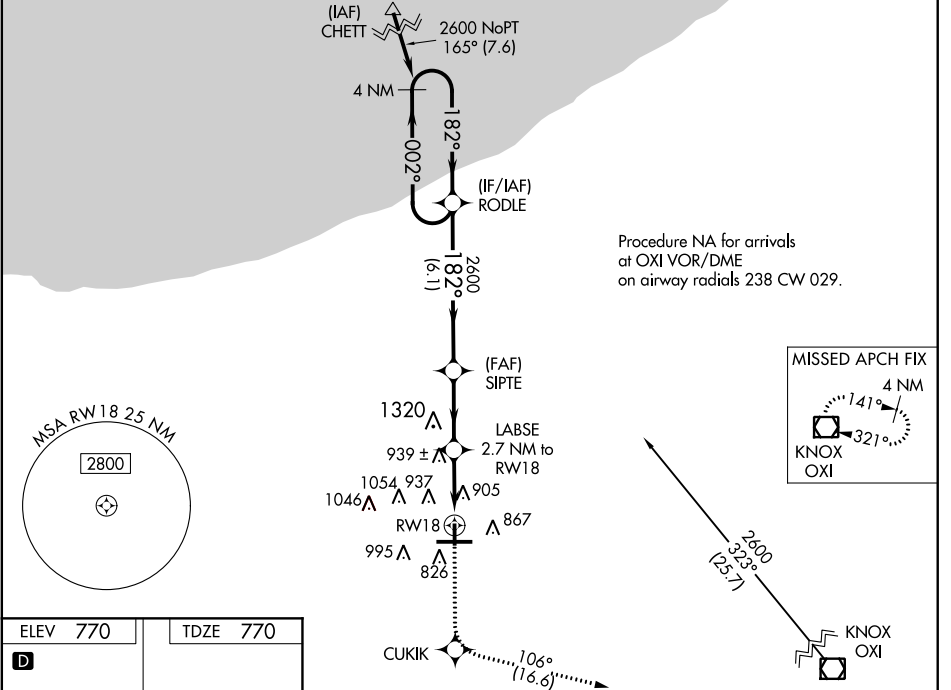 (IAF)
CHETT
2600 NoPT
165° (7.6)
4 NM
182°
002°
(IF/IAF)
RODLE
2600
182°
(6.1)
Procedure NA for arrivals
at OXI VOR/DME
on airway radials 238 CW 029.
(FAF)
SIPTE
MISSED APCH FIX
4 NM
141°
321°
KNOX
OXI
MSA RW18 25 NM
2800
1320
LABSE
2.7 NM to
RW18
939 ±
1054
937
905
1046
RW18
867
995
826
2600
323°
(25.7)
KNOX
OXI
CUKIK
106°
(16.6)
ELEV 770
TDZE 770
D